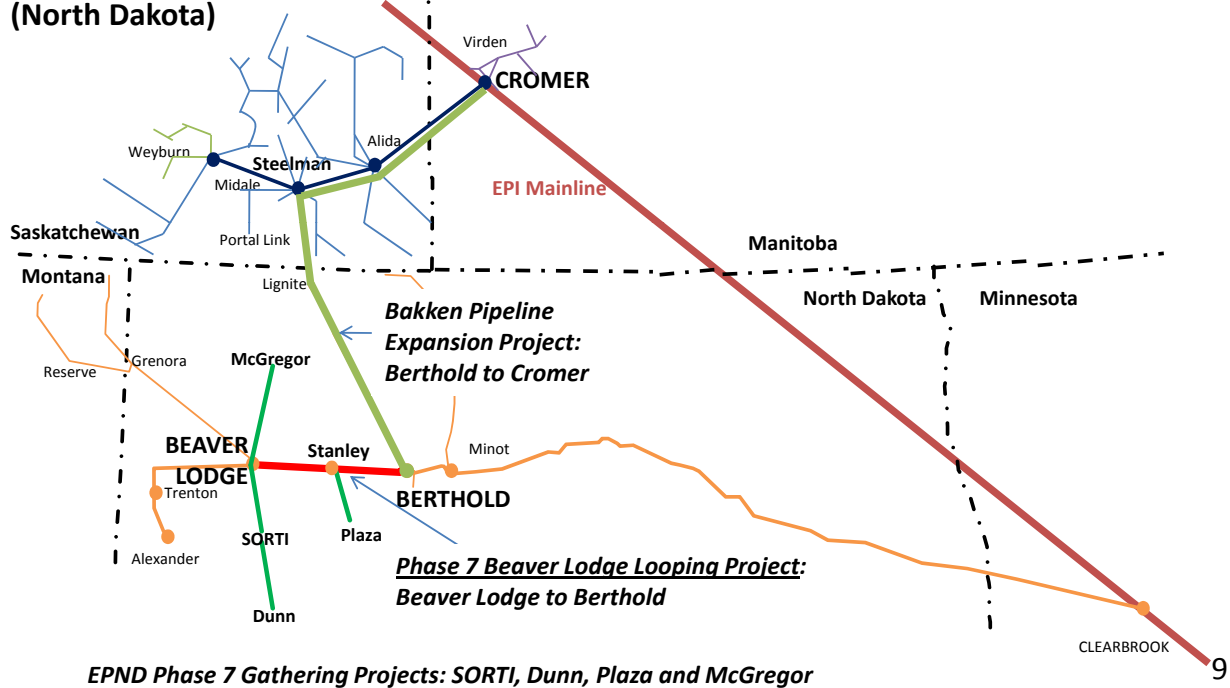 (North Dakota)
Virden
CROMER
Alida
Weyburn
Steelman
Midale
EPI Mainline
Portal Link
Saskatchewan
Manitoba
Montana
Lignite
North Dakota
Minnesota
Bakken Pipeline
Expansion Project:
Berthold to Cromer
McGregor
Grenora
Reserve
BEAVER
LODGE
Stanley
Minot
BERTHOLD
Trenton
SORTI
Plaza
Alexander
Phase 7 Beaver Lodge Looping Project:
Beaver Lodge to Berthold
Dunn
CLEARBROOK
9
EPND Phase 7 Gathering Projects: SORTI, Dunn, Plaza and McGregor